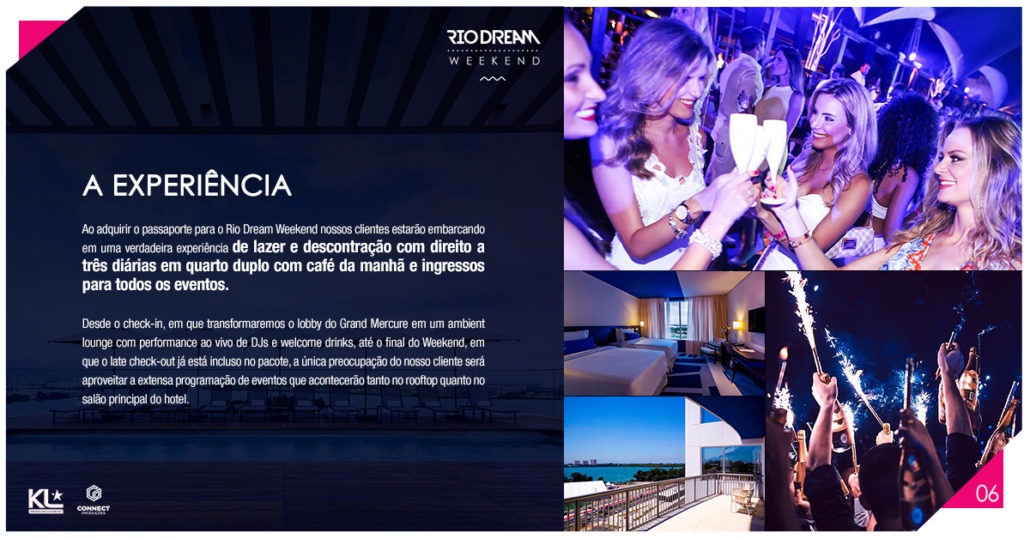 RIO DREAM
WEEKEND
A EXPERIÊNCIA
Ao adquirir o passaporte para o Rio Dream Weekend nossos clientes estarão embarcando
em uma verdadeira experiência de lazer e descontração com direito a
três diárias em quarto duplo com café da manhã e ingressos
para todos os eventos.
Desde o check-in, em que transformaremos o lobby do Grand Mercure em um ambient
lounge com performance ao vivo de DJs e welcome drinks, até o final do Weekend, em
que o late check-out já está incluso no pacote, a única preocupação do nosso cliente será
aproveitar a extensa programação de eventos que acontecerão tanto no rooftop quanto no
salão principal do hotel.
KL
CONNECT
PRODUÇÕES
06